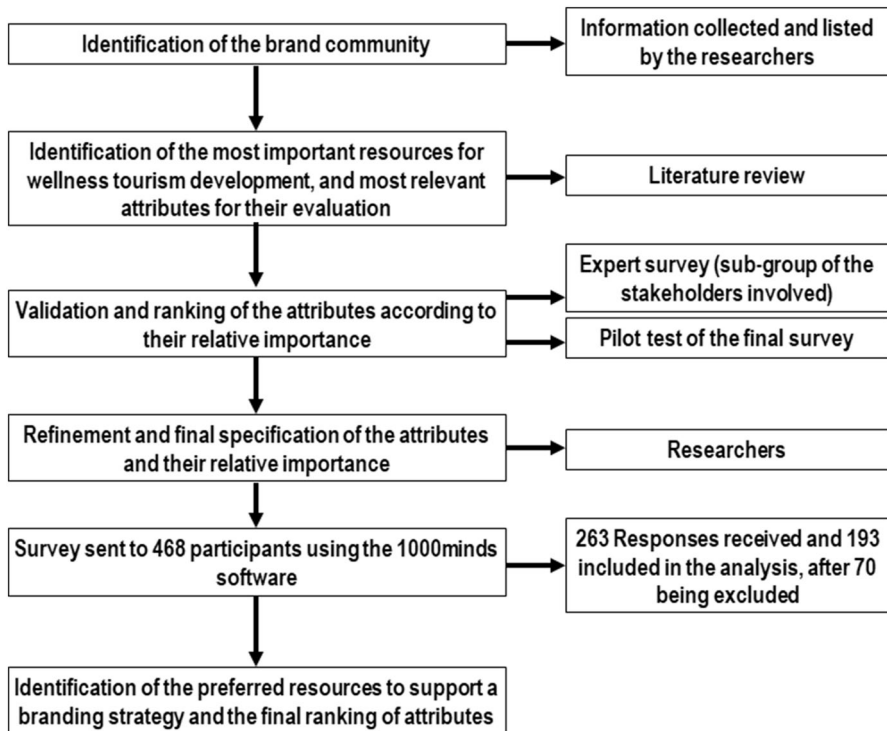 Identification of the brand community
Information collected and listed
by the researchers
Identification of the most important resources for
wellness tourism development, and most relevant
attributes for their evaluation
Literature review
Validation and ranking of the attributes according to
their relative importance
Expert survey (sub-group of the
stakeholders involved)
Pilot test of the final survey
Refinement and final specification of the attributes
and their relative importance
Researchers
Survey sent to 468 participants using the 1000minds
software
263 Responses received and 193
included in the analysis, after 70
being excluded
Identification of the preferred resources to support a
branding strategy and the final ranking of attributes